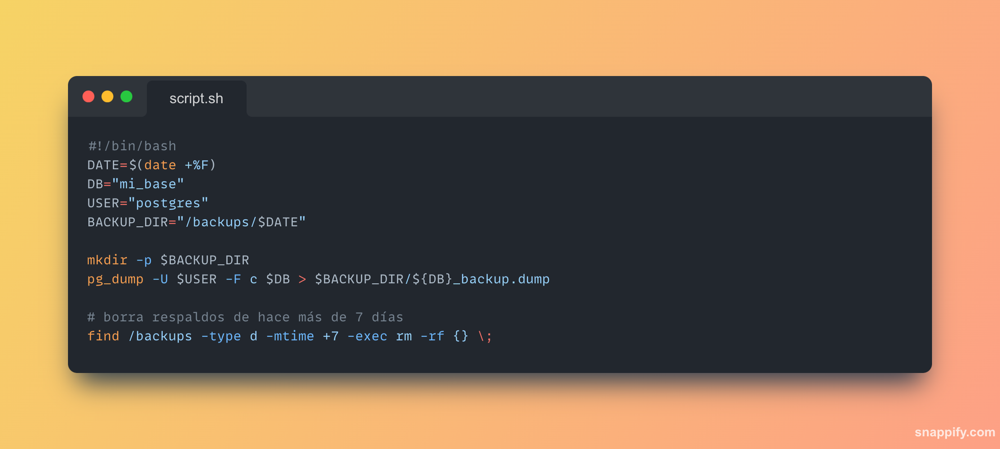 script.sh
#!/bin/bash
DATE=$(date +%F)
DB="mi_base"
USER="postgres"
BACKUP_DIR="/backups/$DATE"
mkdir -p $BACKUP_DIR
pg_dump -U $USER -F c $DB > $BACKUP_DIR/${DB}_backup.dump
# borra respaldos de hace más de 7 días
find /backups -type d -mtime +7 -exec rm -rf {} \;
snappify.com